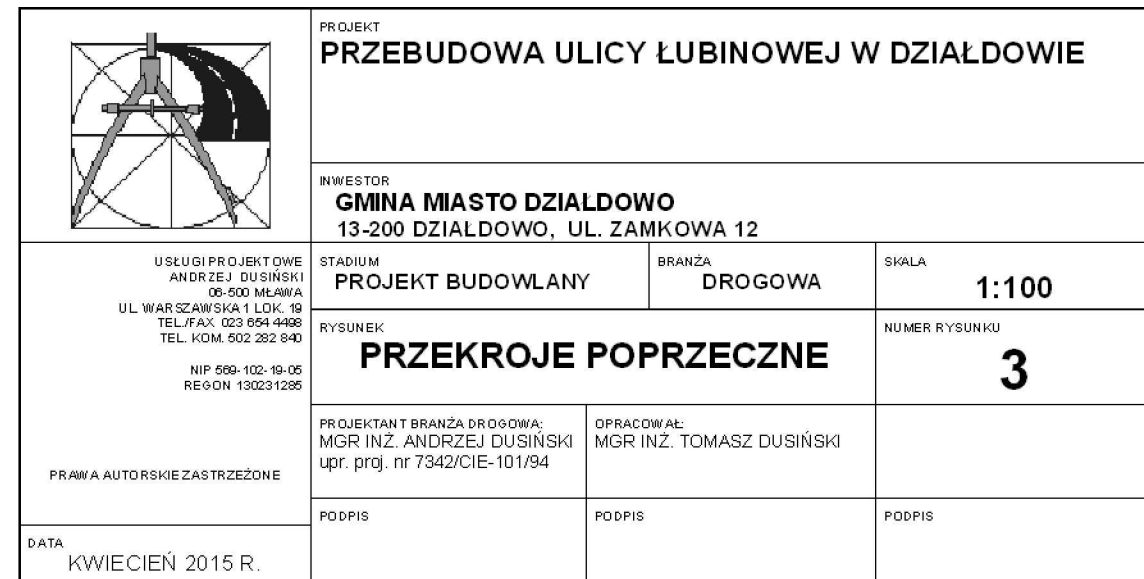 PROJEKT
PRZEBUDOWA ULICY ŁUBINOWEJ W DZIAŁDOWIE
INWESTOR
GMINA MIASTO DZIAŁDOWO
13-200 DZIAŁDOWO, UL. ZAMKOWA 12
USŁUGI PROJEKTOWE
ANDRZEJ DUSIŃSKI
06-500 MŁAWA
UL. WARSZAWSKA 1 LOK. 19
TEL./FAX. 023 654 4498
TEL. KOM. 502 282 840
NIP 569-102-19-05
REGON 130231285
PRAWA AUTORSKIE ZASTRZEŻONE
DATA
KWIECIEŃ 2015 R.
STADIUM
PROJEKT BUDOWLANY
BRANŻA
DROGOWA
SKALA
1:100
RYSUNEK
PRZEKROJE POPRZECZNE
NUMER RYSUNKU
3
PROJEKTANT BRANŻA DROGOWA:
MGR INŻ. ANDRZEJ DUSIŃSKI
upr. proj. nr 7342/CIE-101/94
OPRACOWAŁ:
MGR INŻ. TOMASZ DUSIŃSKI
PODPIS
PODPIS
PODPIS